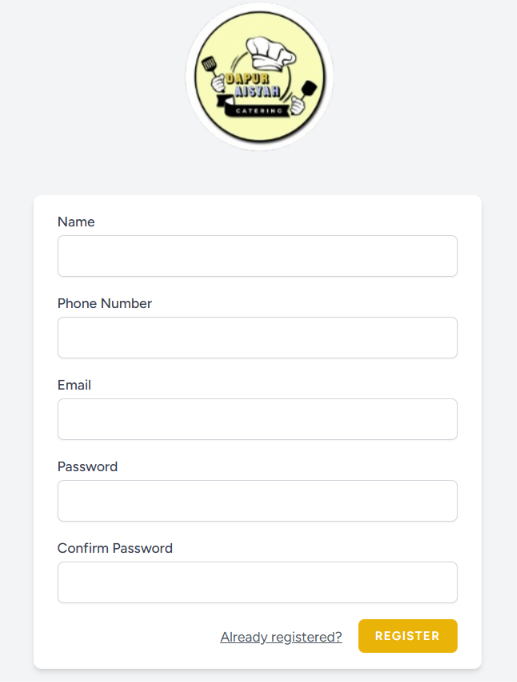 DAPUR
AISYAH
CATERING
Name
Phone Number
Email
Password
Confirm Password
Already registered?
REGISTER